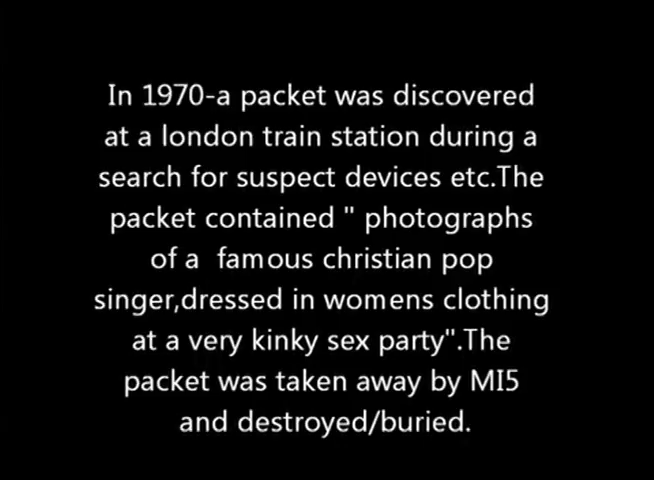 In 1970-a packet was discovered
at a london train station during a
search for suspect devices etc.The
packet contained " photographs
of a  famous christian pop
singer,dressed in womens clothing
at a very kinky sex party".The
packet was taken away by MI5
and destroyed/buried.